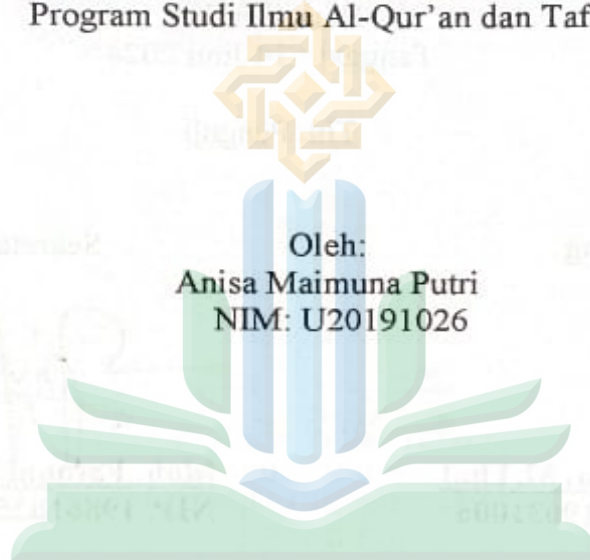 Program Studi Ilmu Al-Qur’an dan Taf
Oleh:
Anisa Maimuna Putri
NIM: U20191026